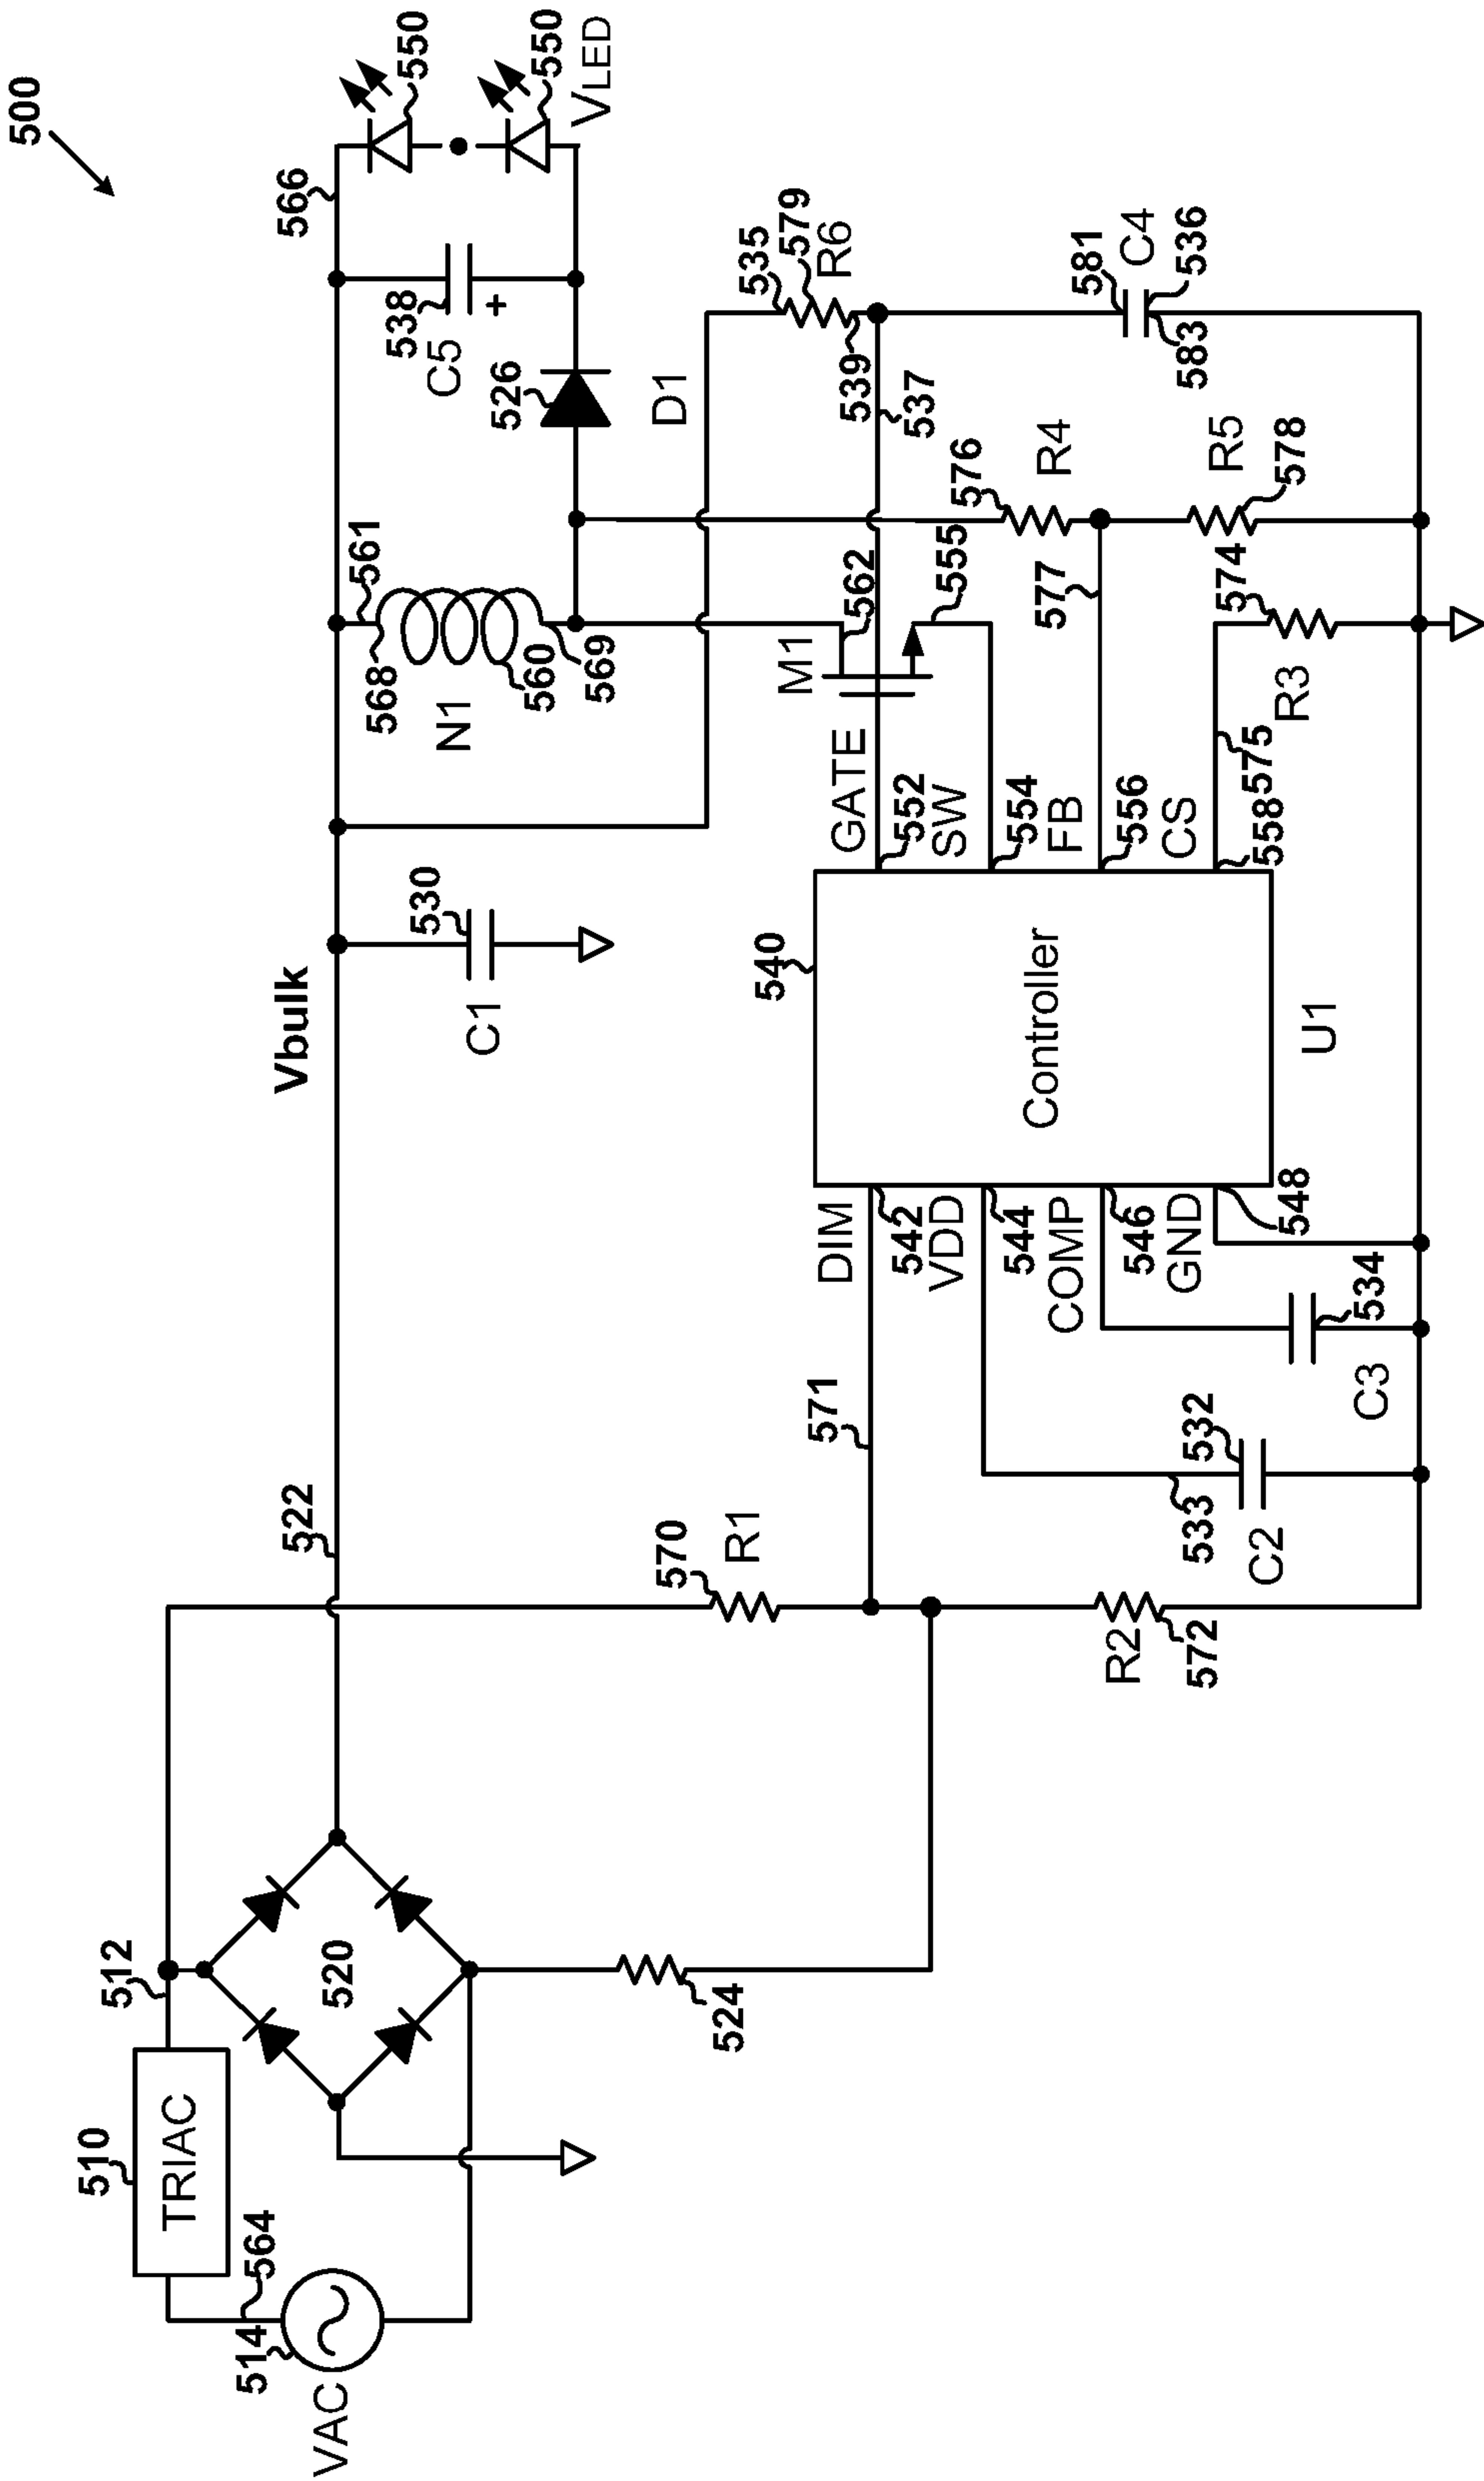 500
510
TRIAC
512
564
514
VAC
520
524
522
Vbulk
530
C1
566
561
568
560
569
N1
538
C5
526
D1
550
550
VLED
570
R1
571
R2
572
533
532
C2
C3
534
DIM
542
VDD
544
COMP
546
GND
548
540
Controller
U1
GATE
552
SW
554
FB
556
CS
558
575
M1
562
555
577
576
R4
R5
578
574
R3
535
579
R6
539
537
581
C4
536
583